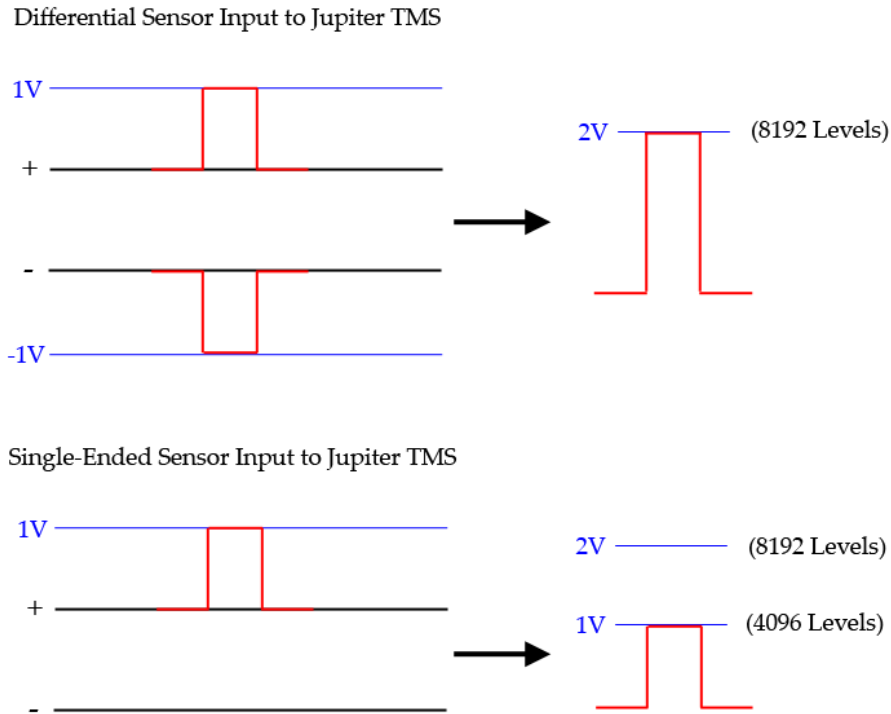 Differential Sensor Input to Jupiter TMS
1V
+
-
-1V
2V (8192 Levels)
Single-Ended Sensor Input to Jupiter TMS
1V
+
-
2V (8192 Levels)
1V (4096 Levels)